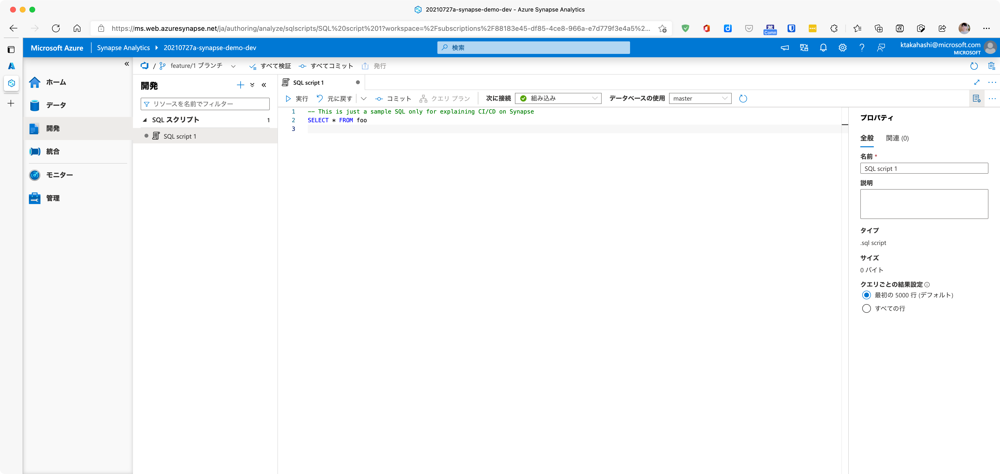 20210727a-synapse-demo-dev - Azure Synapse Analytics
https://ms.web.azuresynapse.net/ja/authoring/analyze/sqlscripts/SQL%20script%201?workspace=%2Fsubscriptions%2F88183e45-df85-4ce8-966a-e7d779f3e4a5%2...
英
Comn
Microsoft Azure
Synapse Analytics
20210727a-synapse-demo-dev
検索
ktakahashi@microsoft.com
MICROSOFT
/
feature/1 ブランチ
すべて検証
すべてコミット
発行
ホーム
データ
開発
統合
モニター
管理
開発
リソースを名前でフィルター
SQL スクリプト
1
SQL script 1
SQL script 1
実行
元に戻す
コミット
クエリ プラン
次に接続
組み込み
データベースの使用
master
1 -- This is just a sample SQL only for explaining CI/CD on Synapse
2 SELECT * FROM foo
3
プロパティ
全般
関連 (0)
名前 *
SQL script 1
説明
タイプ
.sql script
サイズ
0 バイト
クエリごとの結果設定
最初の 5000 行 (デフォルト)
すべての行